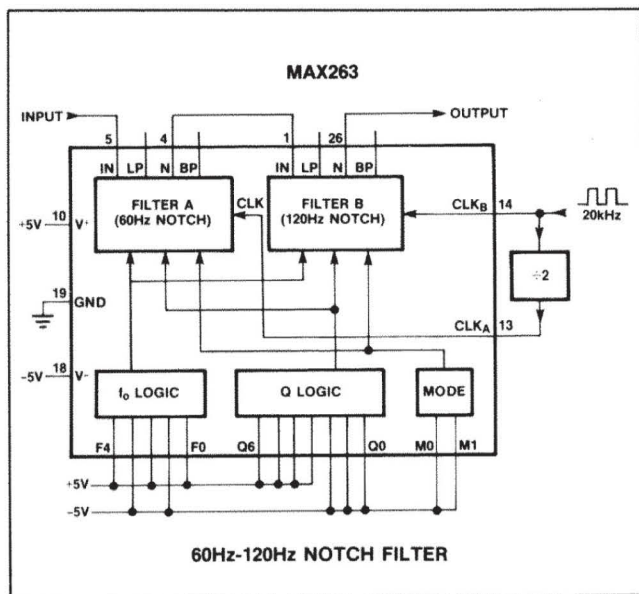 MAX263
INPUT
OUTPUT
5 4 1 26
IN LP N BP IN LP N BP
FILTER A
(60Hz NOTCH)
CLK
FILTER B
(120Hz NOTCH)
CLKB 14
20kHz
+5V 10 V+
÷2
19
GND
CLKA 13
-5V 18 V-
f₀ LOGIC
Q LOGIC
MODE
F4 F0 Q6 Q0 M0 M1
+5V
-5V
60Hz-120Hz NOTCH FILTER